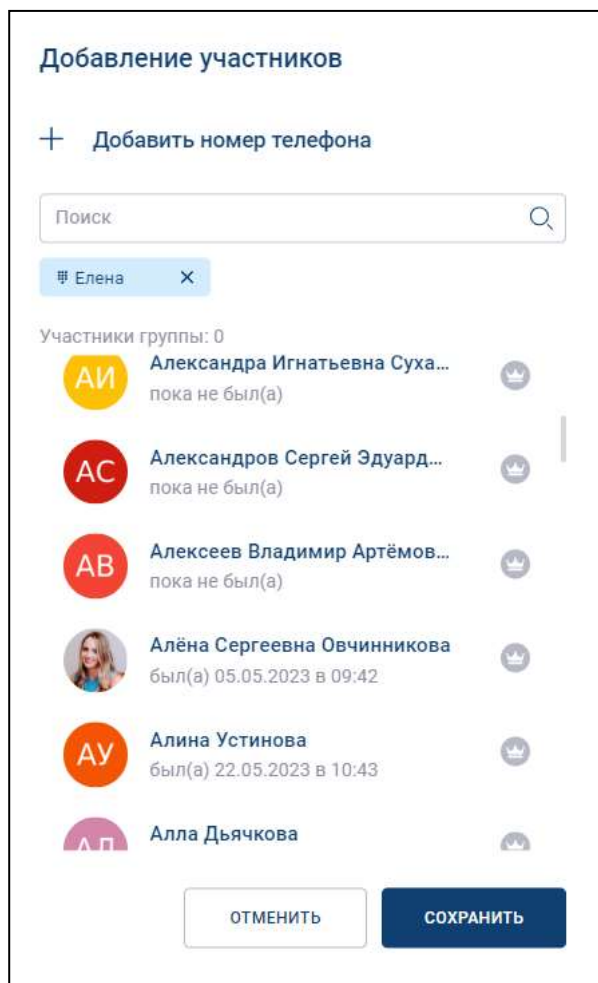 Добавление участников
+ Добавить номер телефона
Поиск
Елена ×
Участники группы: 0
АИ Александра Игнатьевна Суха...
пока не был(а)
АС Александров Сергей Эдуард...
пока не был(а)
АВ Алексеев Владимир Артёмов...
пока не был(а)
Алёна Сергеевна Овчинникова
был(а) 05.05.2023 в 09:42
АУ Алина Устинова
был(а) 22.05.2023 в 10:43
АД Алла Дьячкова
ОТМЕНИТЬ СОХРАНИТЬ